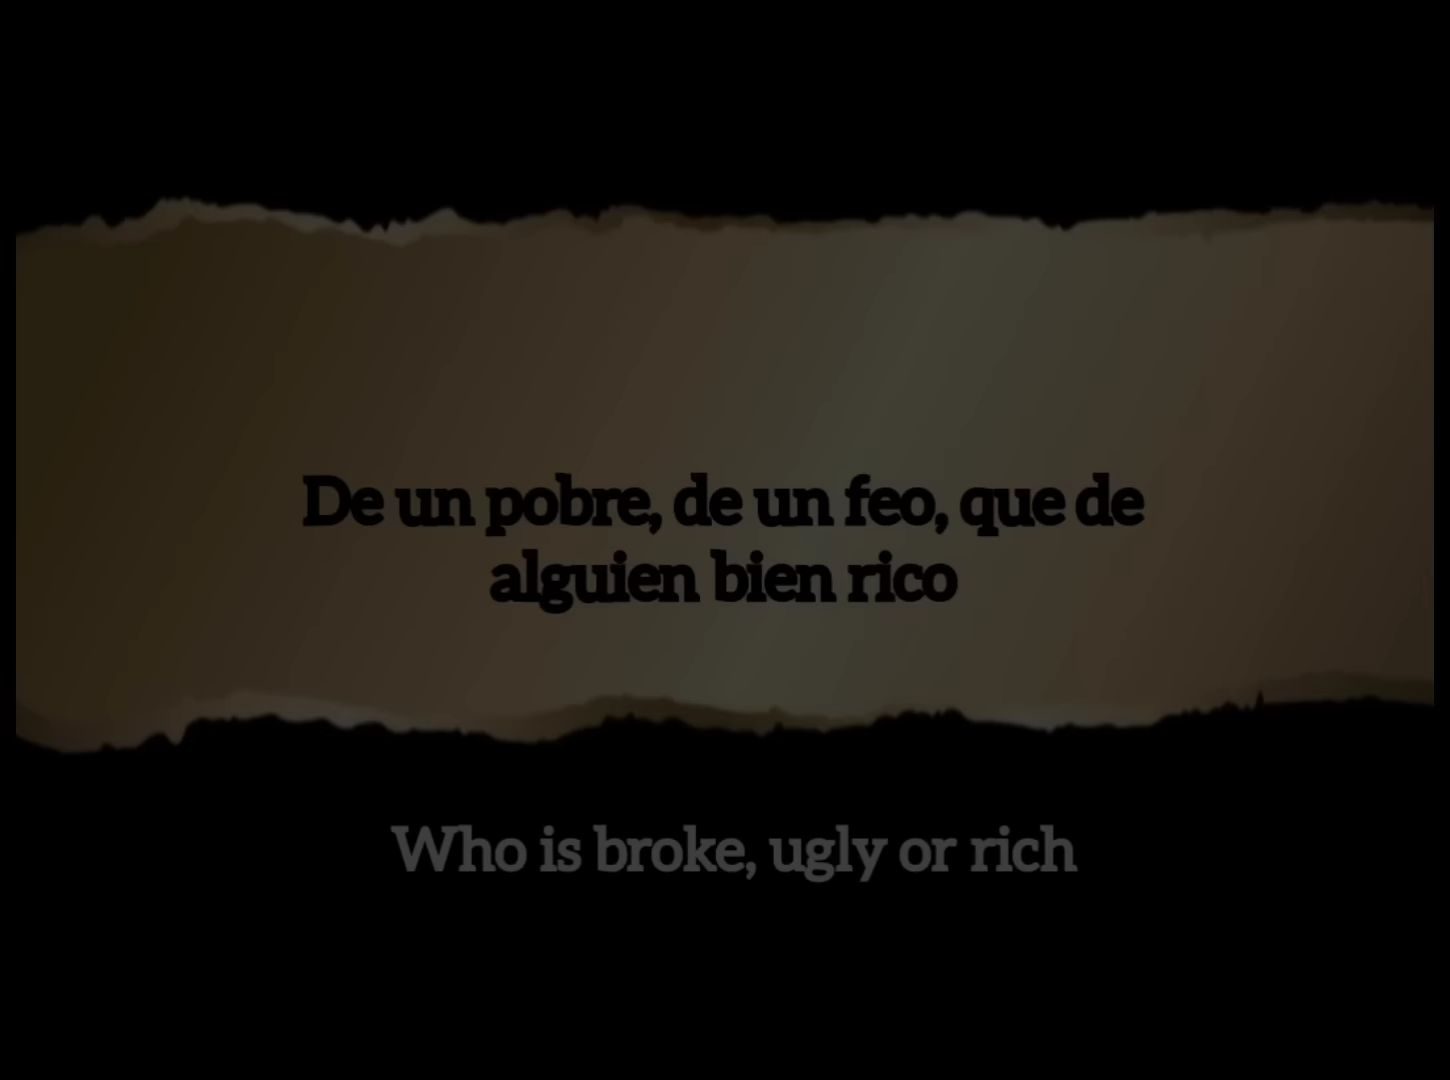 De un pobre, de un feo, que de
alguien bien rico
Who is broke, ugly or rich